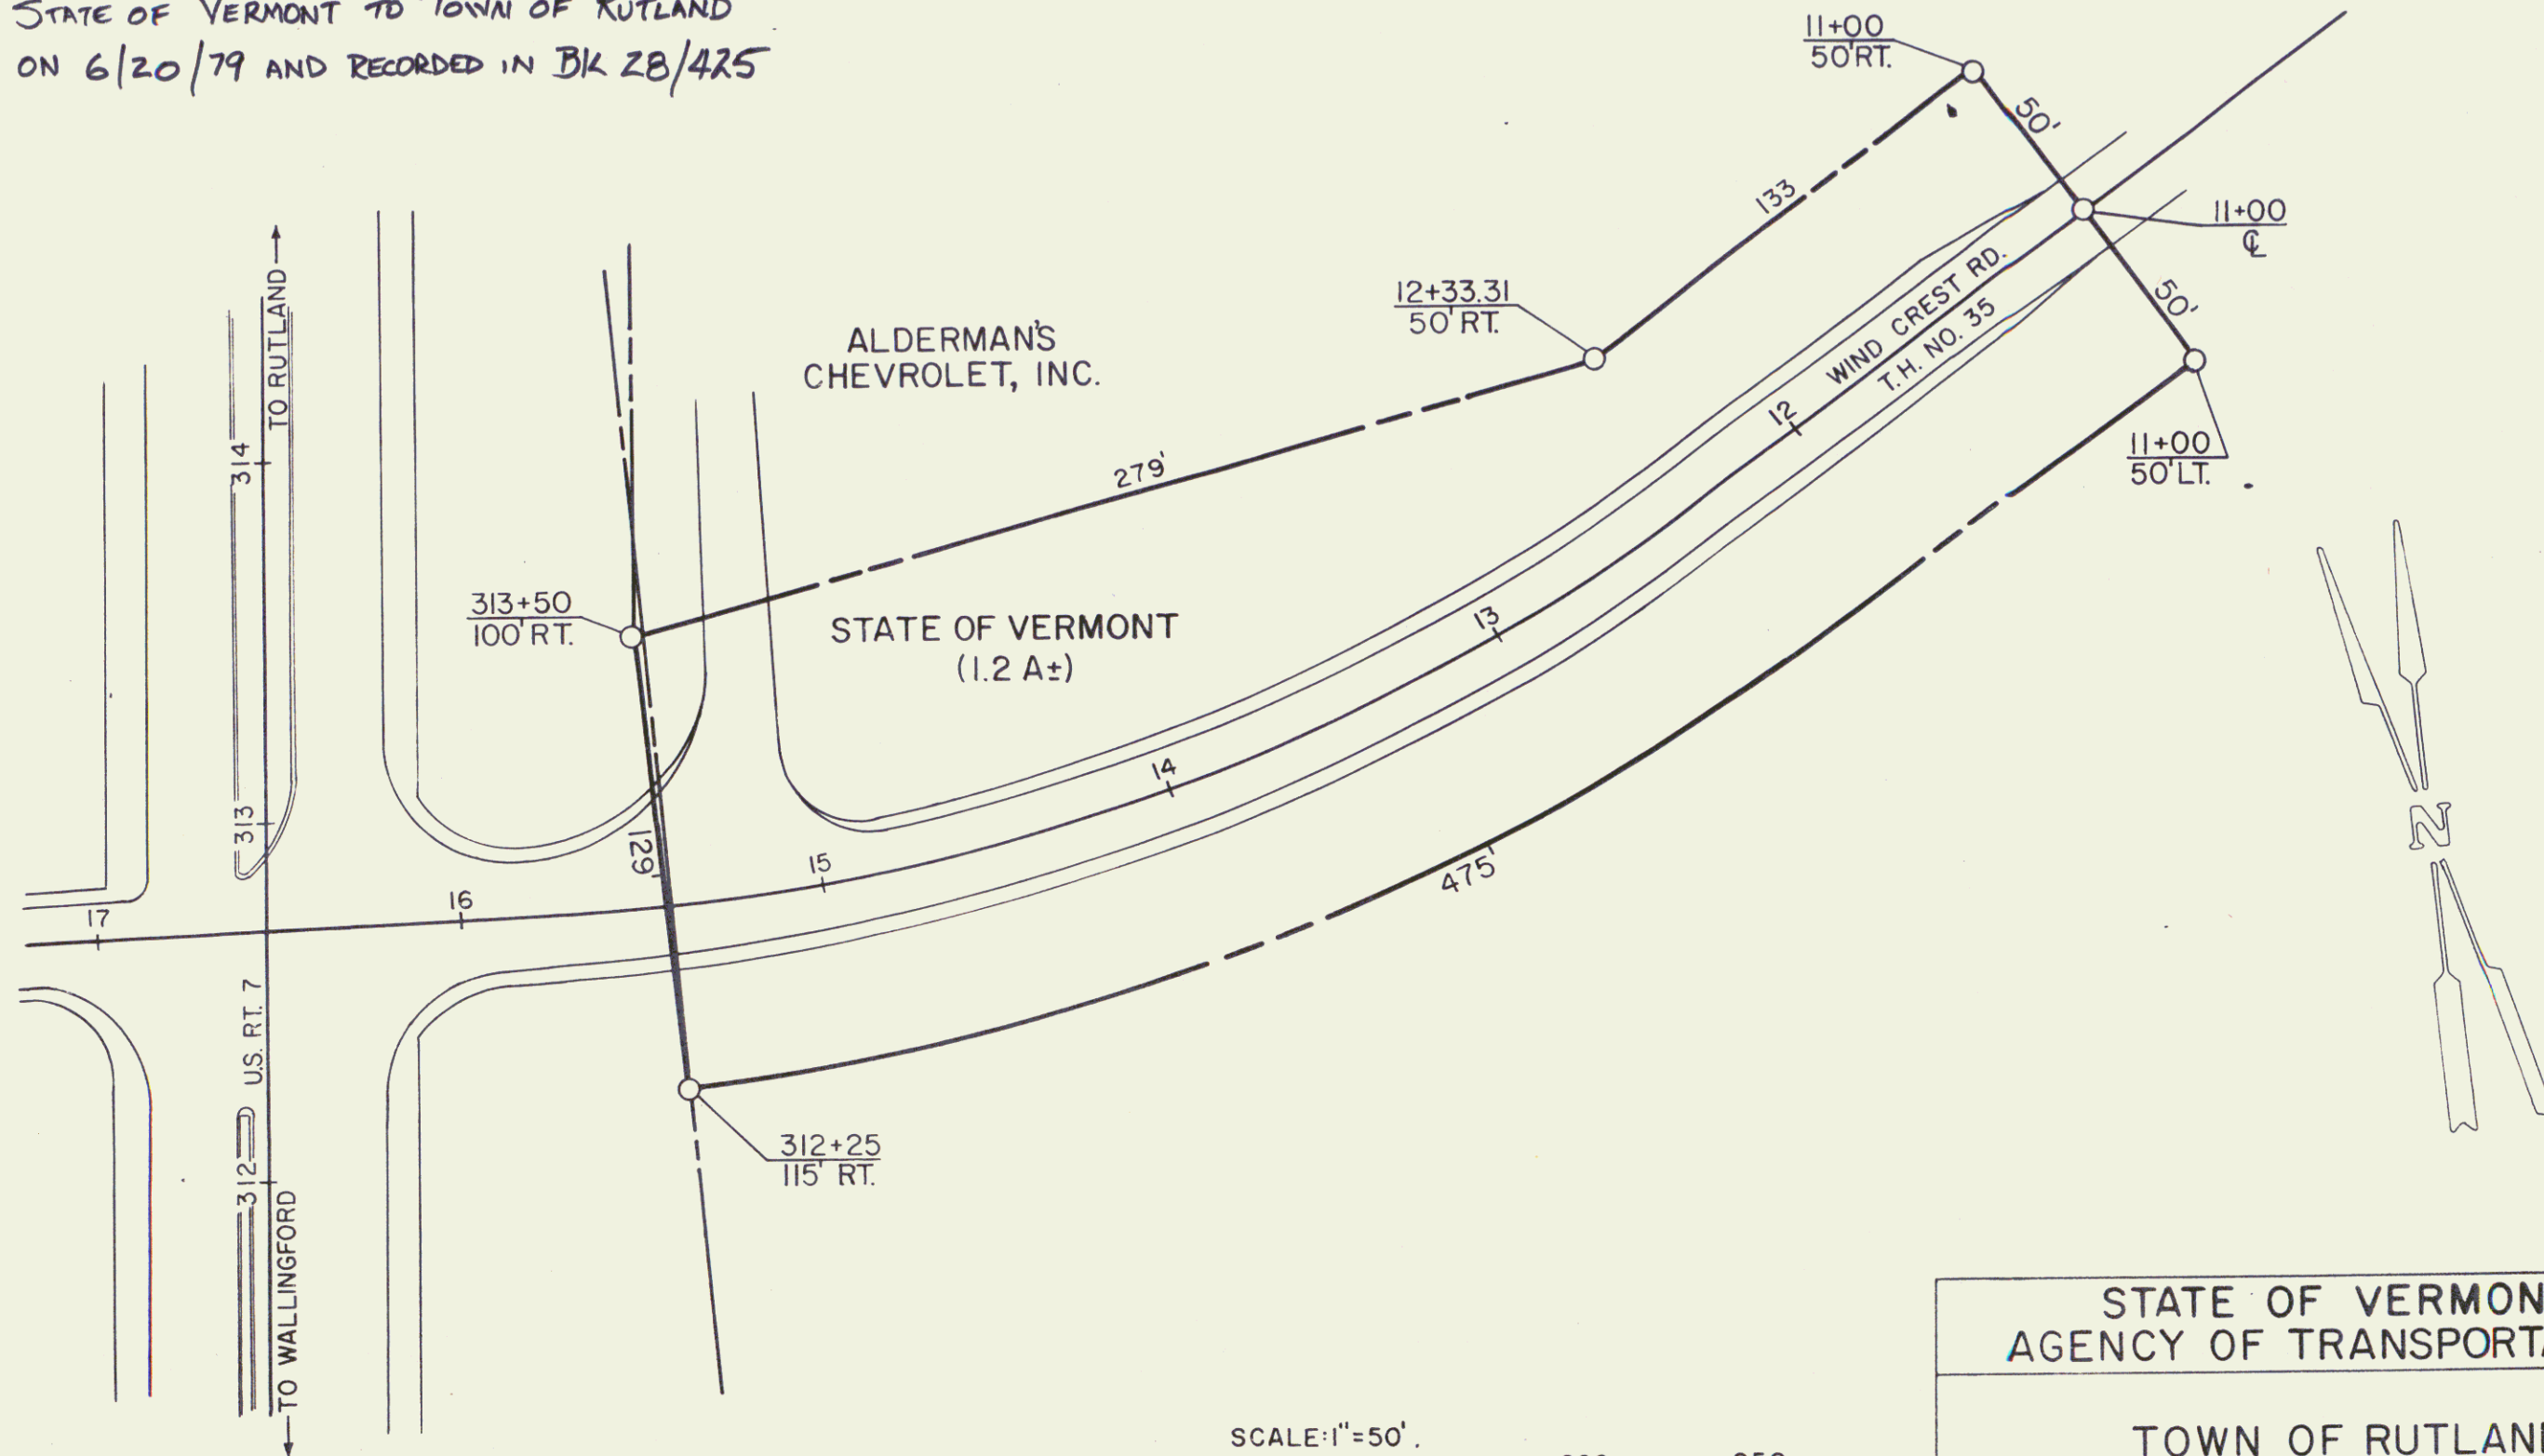 STATE OF VERMONT TO TOWN OF RUTLAND
ON 6/20/79 AND RECORDED IN BK 28/425
11+00
50'RT.
50'
133
11+00
℄
12+33.31
50'RT.
WIND CREST RD.
T.H. NO. 35
50'
TO RUTLAND
ALDERMAN'S
CHEVROLET, INC.
12
11+00
50'LT.
314
279'
313+50
100'RT.
STATE OF VERMONT
(1.2 A±)
13
14
313
129'
15
475'
N
16
17
U.S. RT. 7
312+25
115' RT.
312
TO WALLINGFORD
STATE OF VERMON
AGENCY OF TRANSPORTA
SCALE:1"=50'.
TOWN OF RUTLAN